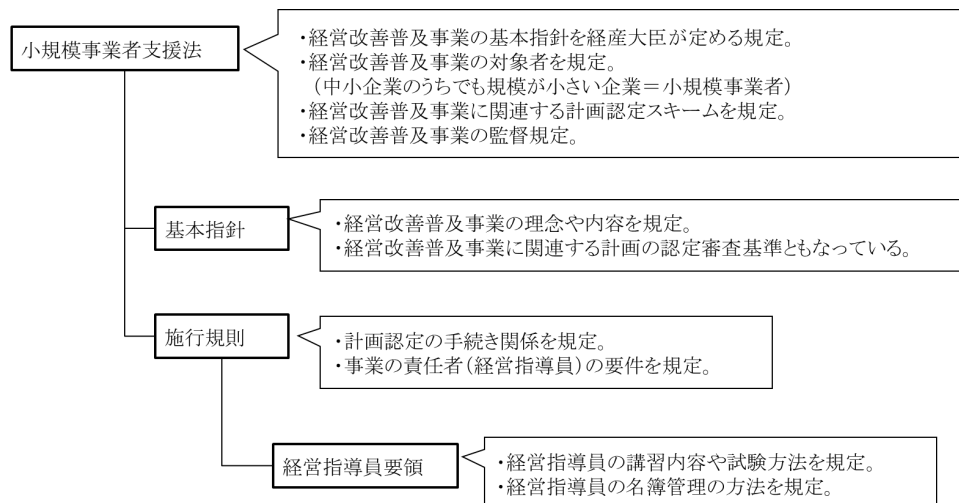 小規模事業者支援法
・経営改善普及事業の基本指針を経産大臣が定める規定。
・経営改善普及事業の対象者を規定。
（中小企業のうちでも規模が小さい企業＝小規模事業者）
・経営改善普及事業に関連する計画認定スキームを規定。
・経営改善普及事業の監督規定。
基本指針
・経営改善普及事業の理念や内容を規定。
・経営改善普及事業に関連する計画の認定審査基準ともなっている。
施行規則
・計画認定の手続き関係を規定。
・事業の責任者（経営指導員）の要件を規定。
経営指導員要領
・経営指導員の講習内容や試験方法を規定。
・経営指導員の名簿管理の方法を規定。